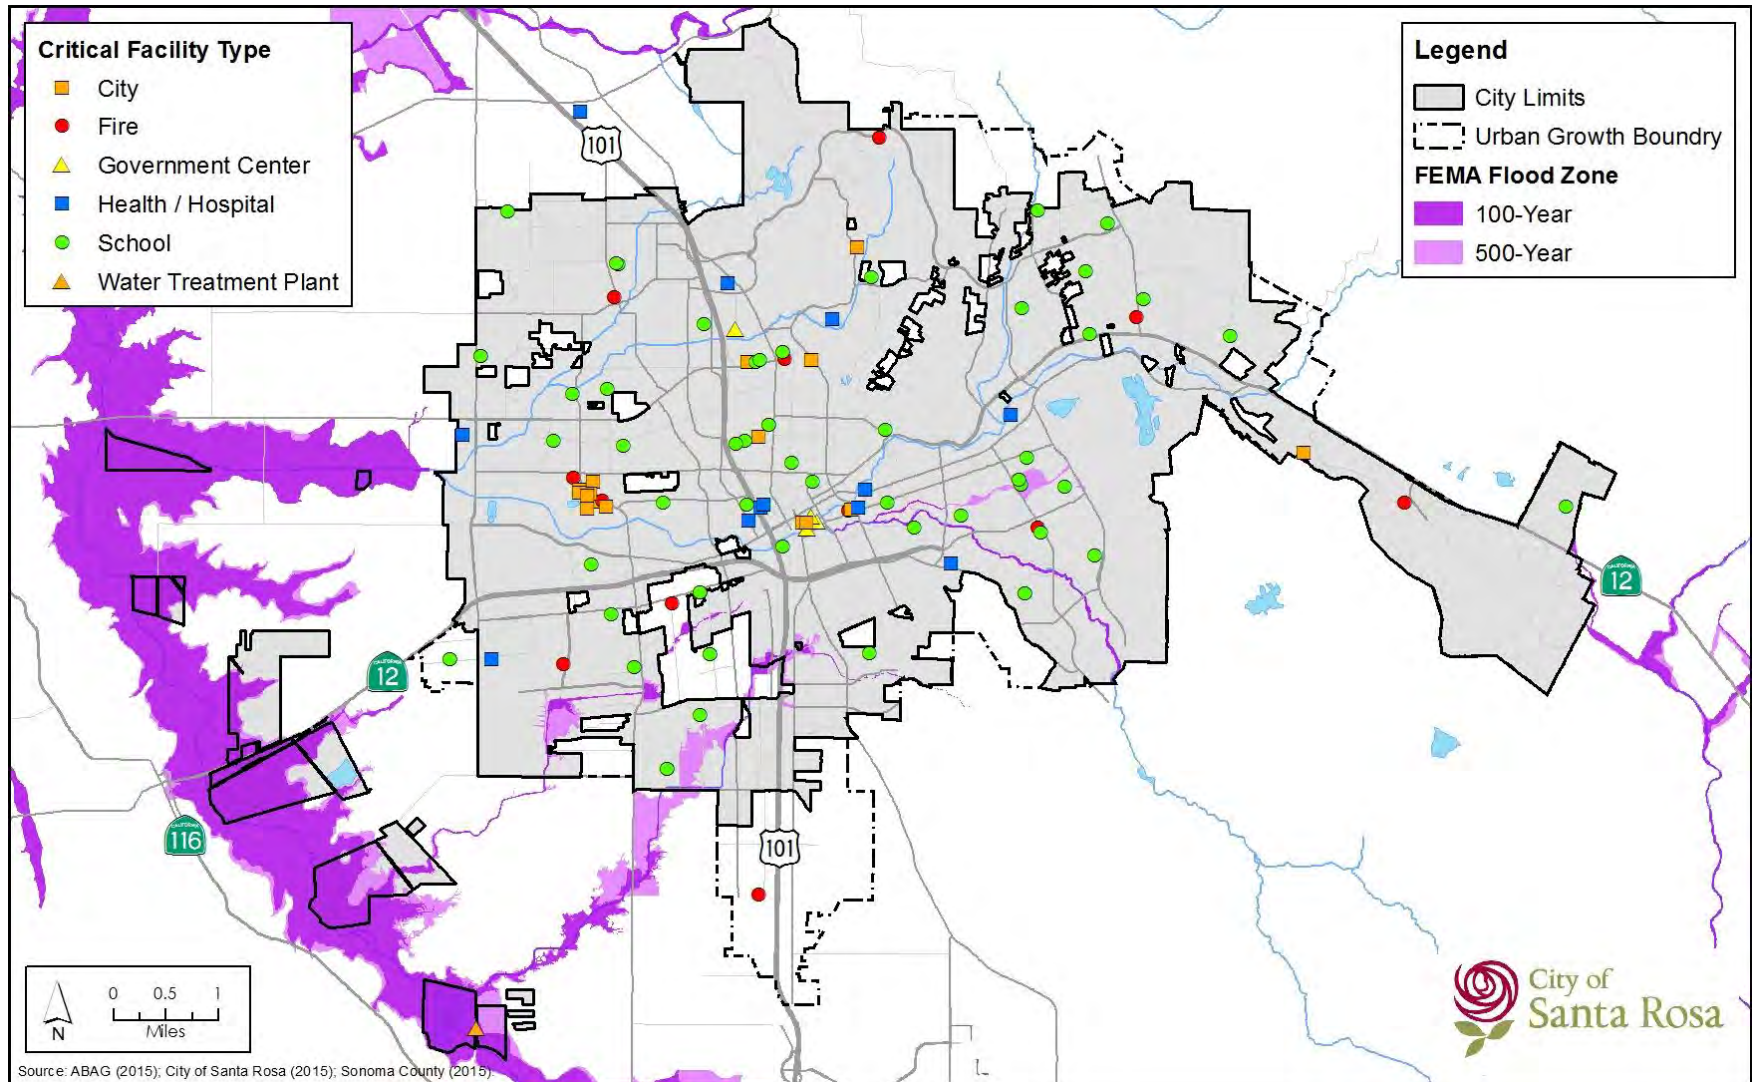 Critical Facility Type
City
Fire
Government Center
Health / Hospital
School
Water Treatment Plant
Legend
City Limits
Urban Growth Boundry
FEMA Flood Zone
100-Year
500-Year
101
12
CALIFORNIA
12
116
101
0 0.5 1
Miles
N
City of
Santa Rosa
Source: ABAG (2015); City of Santa Rosa (2015); Sonoma County (2015).